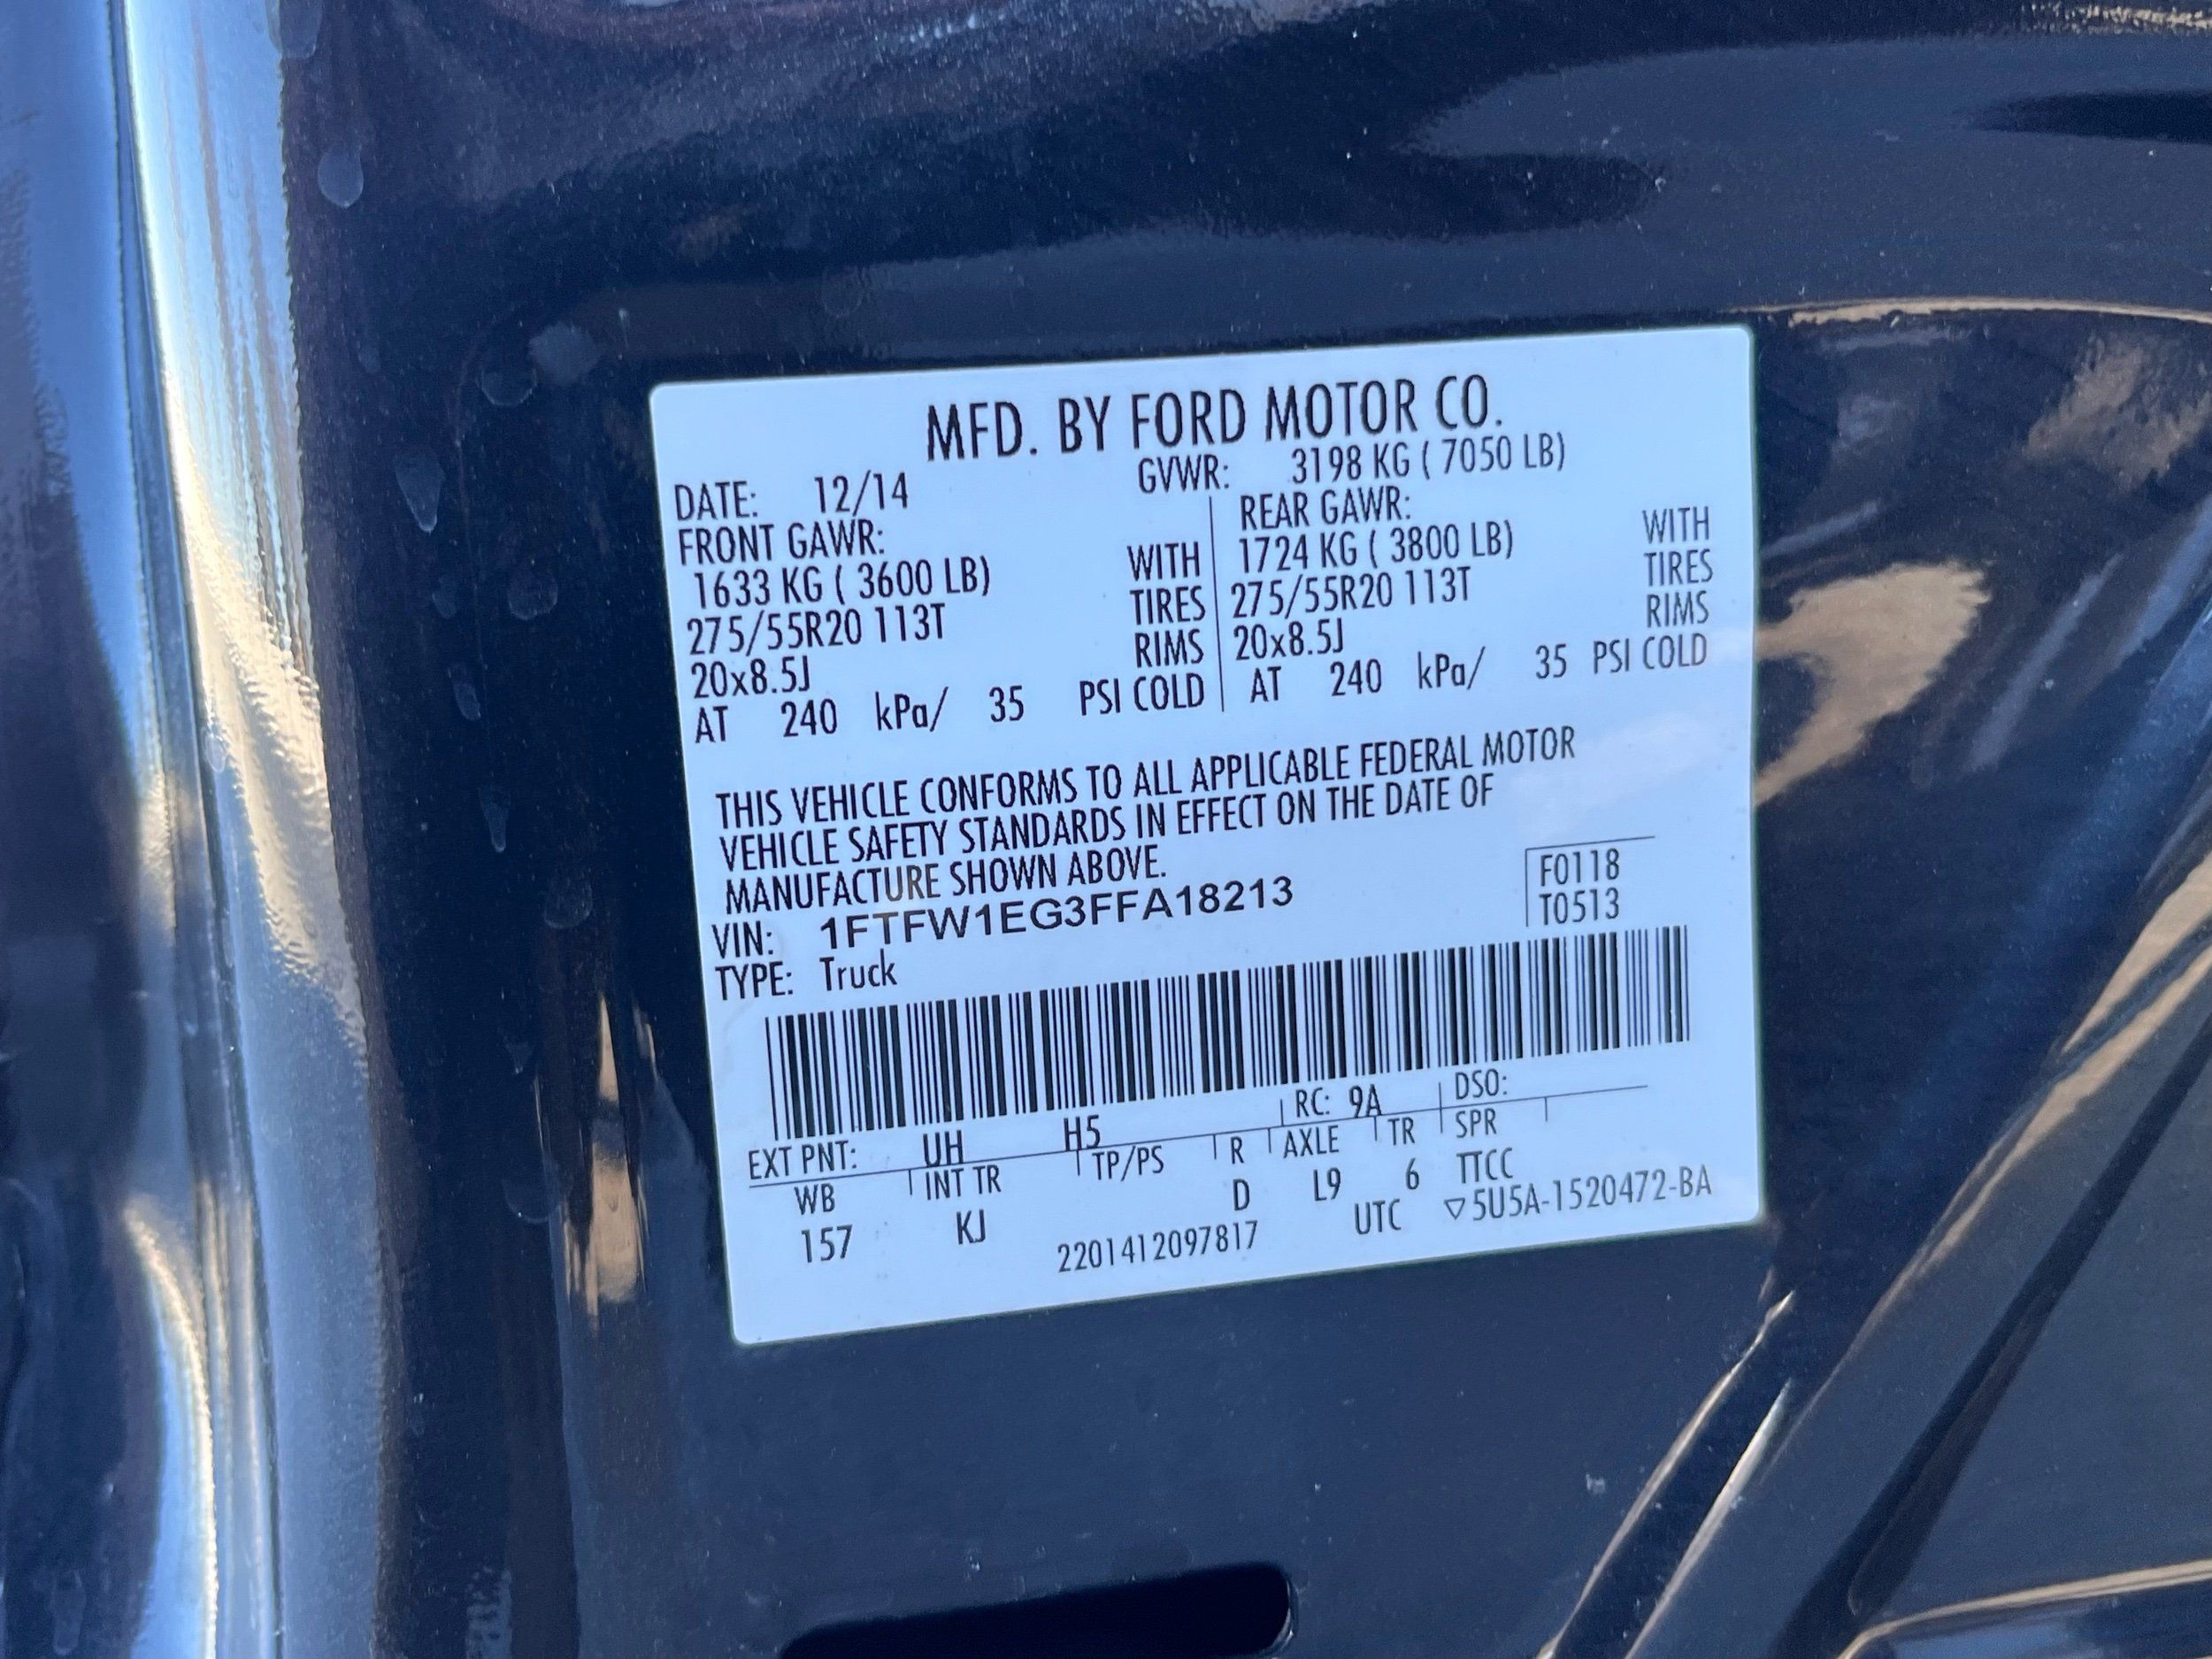 MFD. BY FORD MOTOR CO.
DATE: 12/14 GVWR: 3198 KG ( 7050 LB)
FRONT GAWR: REAR GAWR:
1633 KG ( 3600 LB) WITH 1724 KG ( 3800 LB) WITH
275/55R20 113T TIRES 275/55R20 113T TIRES
20x8.5J RIMS 20x8.5J RIMS
AT 240 kPa/ 35 PSI COLD AT 240 kPa/ 35 PSI COLD
THIS VEHICLE CONFORMS TO ALL APPLICABLE FEDERAL MOTOR
VEHICLE SAFETY STANDARDS IN EFFECT ON THE DATE OF
MANUFACTURE SHOWN ABOVE.
F0118
VIN: 1FTFW1EG3FFA18213 T0513
TYPE: Truck
EXT PNT: UH H5 RC: 9A DSO:
WB INT TR TP/PS R AXLE TR SPR
157 KJ D L9 6 TTCC
2201412097817 UTC ▽5U5A-1520472-BA